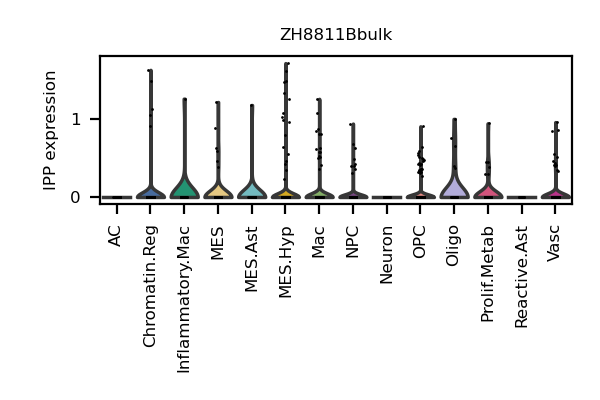 ZH8811Bbulk
IPP expression
1
0
AC
Chromatin.Reg
Inflammatory.Mac
MES
MES.Ast
MES.Hyp
Mac
NPC
Neuron
OPC
Oligo
Prolif.Metab
Reactive.Ast
Vasc